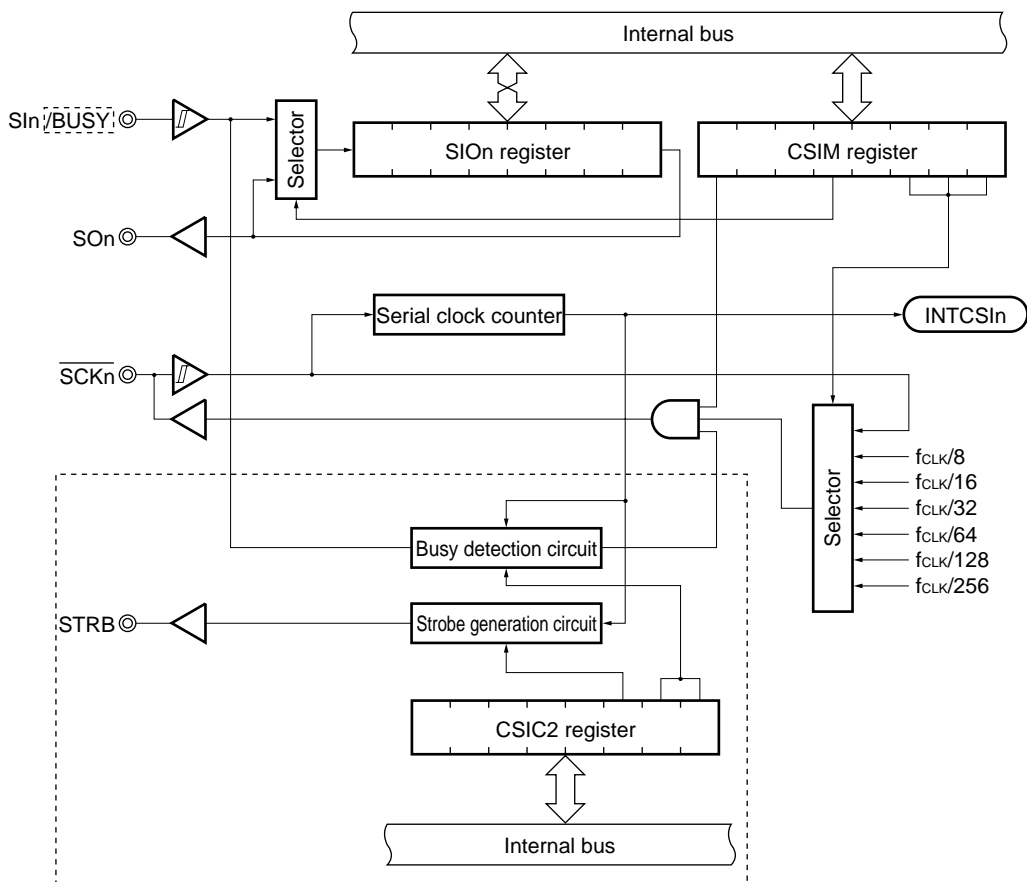 Internal bus
SIn /BUSY
Selector
SIOn register
CSIM register
SOn
Serial clock counter
INTCSIn
SCKn
Selector
fCLK/8
fCLK/16
fCLK/32
fCLK/64
fCLK/128
fCLK/256
Busy detection circuit
STRB
Strobe generation circuit
CSIC2 register
Internal bus